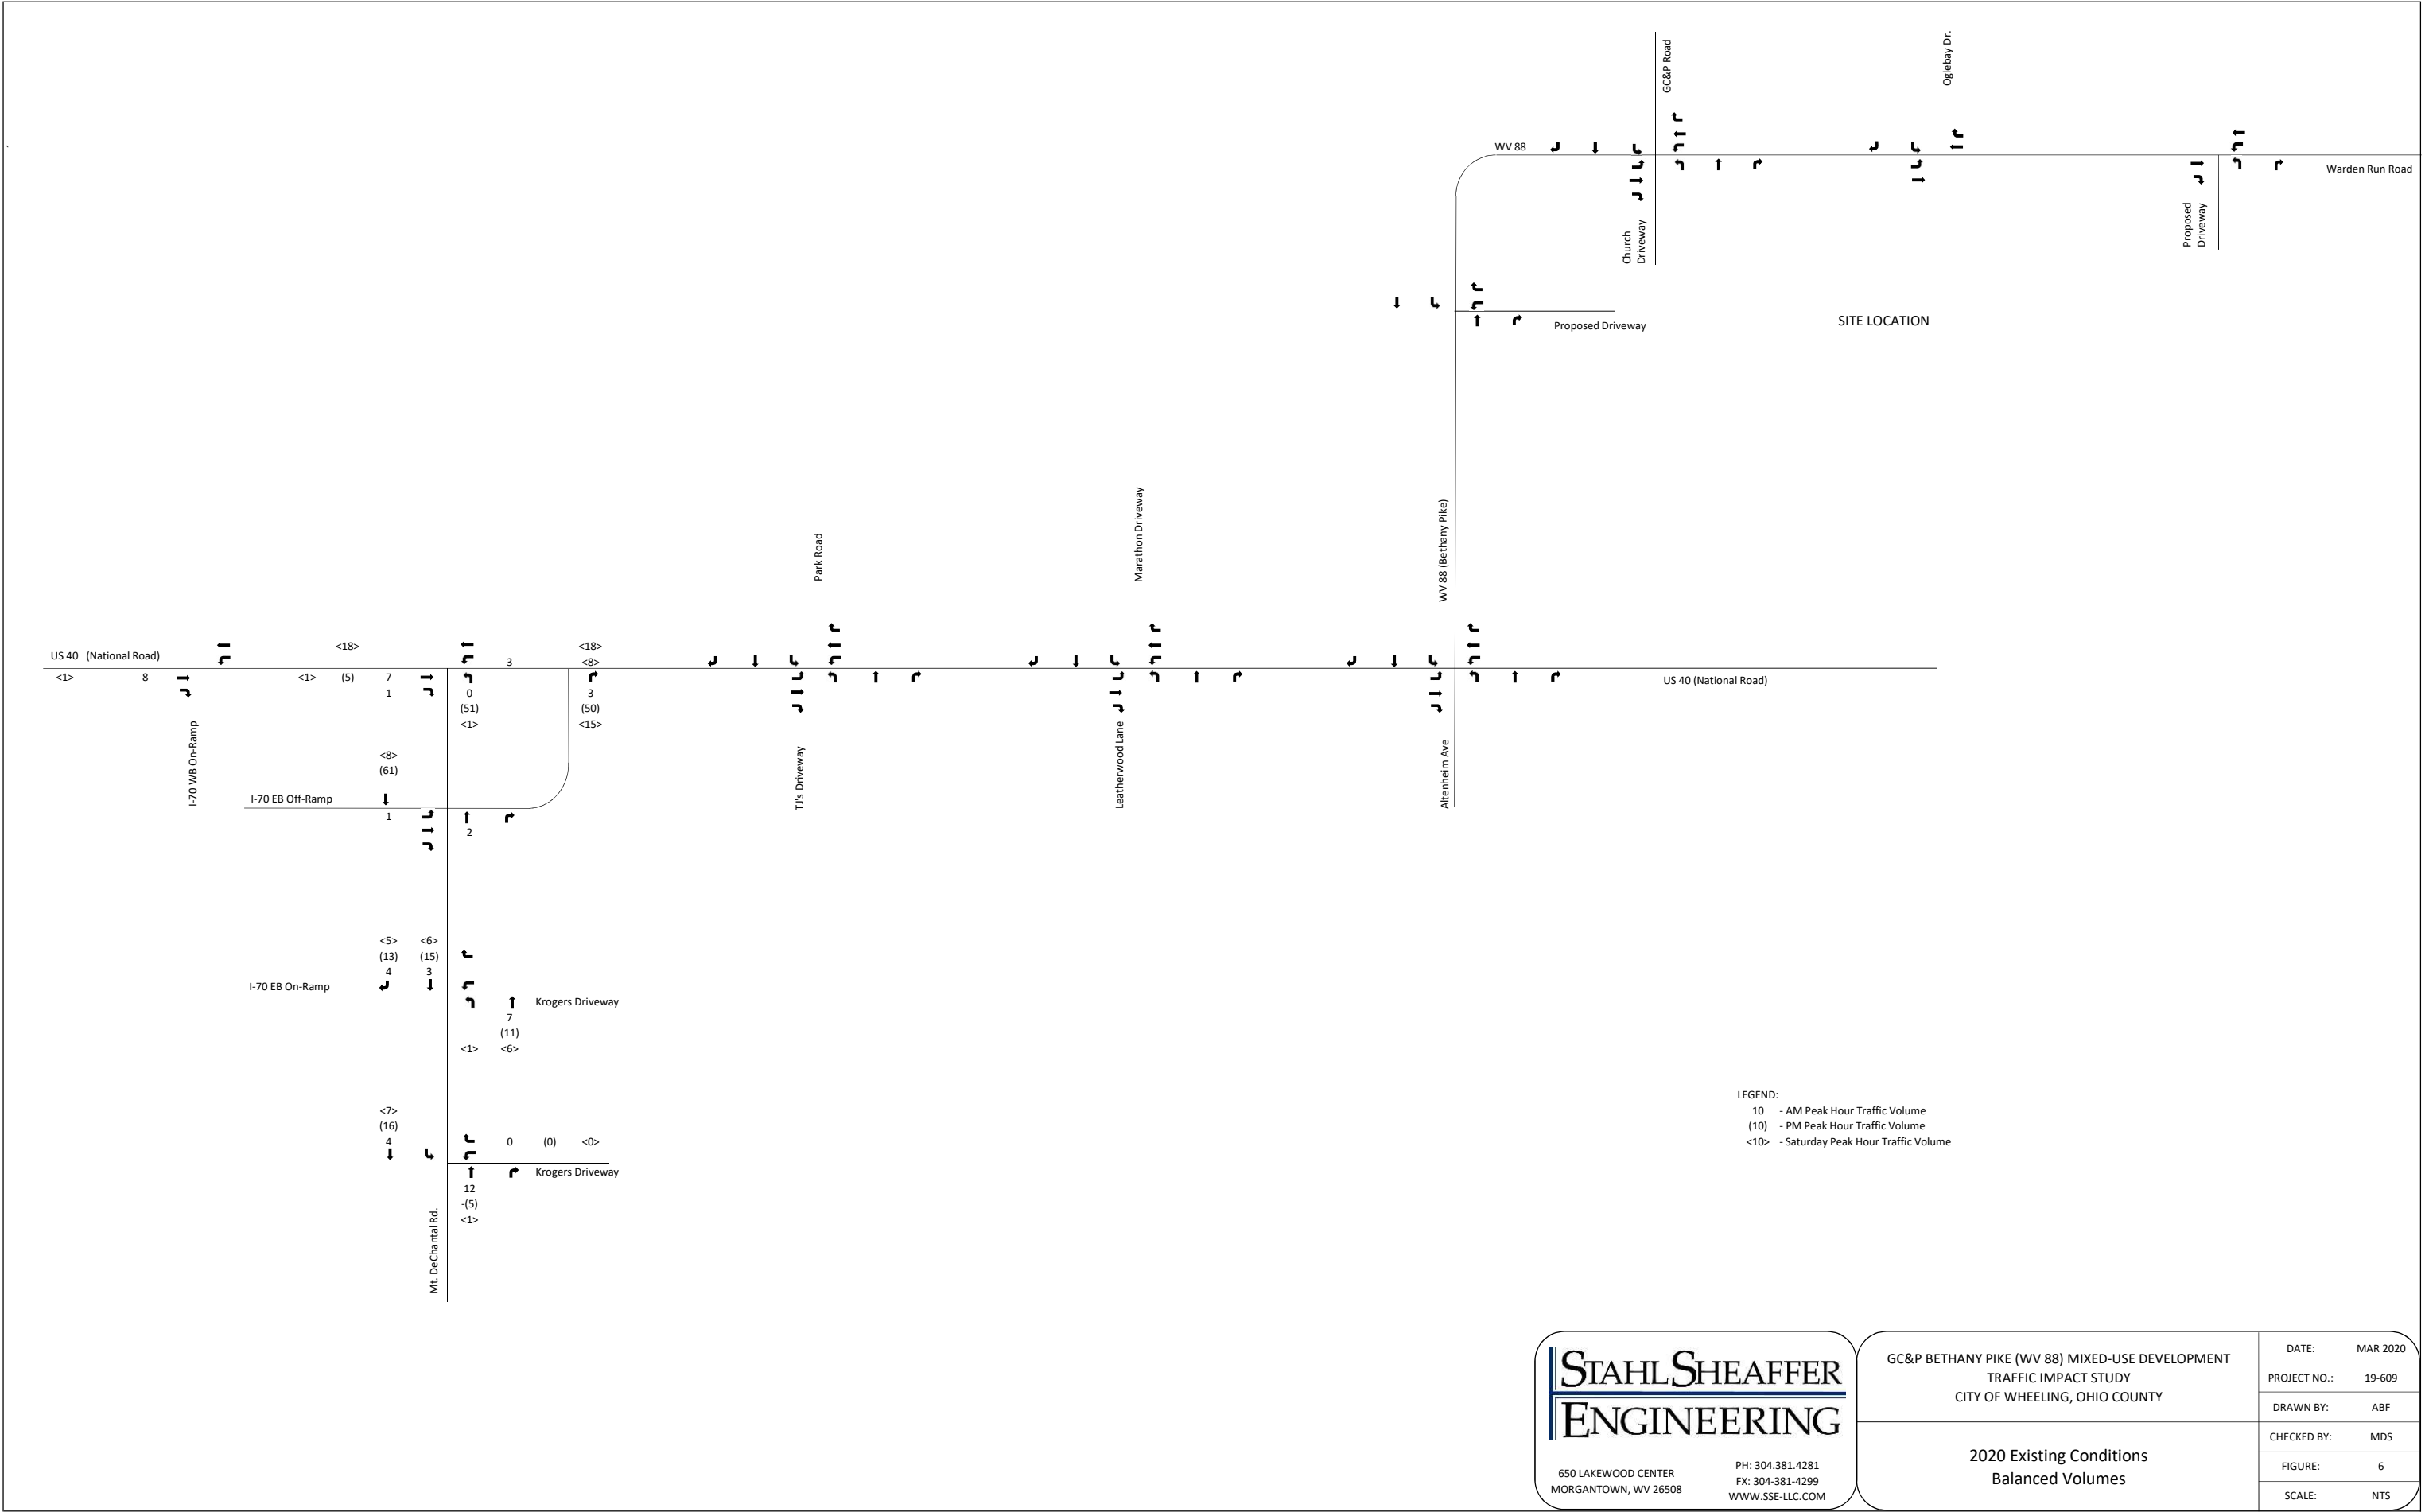 GC&P Road
Oglebay Dr.
WV 88
Warden Run Road
Church
Driveway
Proposed
Driveway
Proposed Driveway
SITE LOCATION
Park Road
Marathon Driveway
WV 88 (Bethany Pike)
US 40 (National Road)
<18>
3
<18>
<8>
<1> 8
<1> (5) 7
1
0
(51)
<1>
3
(50)
<15>
US 40 (National Road)
I-70 WB On-Ramp
TJ's Driveway
Leatherwood Lane
Altenheim Ave
<8>
(61)
I-70 EB Off-Ramp
1
2
<5> <6>
(13) (15)
4 3
I-70 EB On-Ramp
Krogers Driveway
7
(11)
<1> <6>
<7>
(16)
4
0 (0) <0>
Krogers Driveway
12
-(5)
<1>
Mt. DeChantal Rd.
LEGEND:
10 - AM Peak Hour Traffic Volume
(10) - PM Peak Hour Traffic Volume
<10> - Saturday Peak Hour Traffic Volume
STAHL SHEAFFER
ENGINEERING
650 LAKEWOOD CENTER
MORGANTOWN, WV 26508
PH: 304.381.4281
FX: 304-381-4299
WWW.SSE-LLC.COM
GC&P BETHANY PIKE (WV 88) MIXED-USE DEVELOPMENT
TRAFFIC IMPACT STUDY
CITY OF WHEELING, OHIO COUNTY
2020 Existing Conditions
Balanced Volumes
DATE: MAR 2020
PROJECT NO.: 19-609
DRAWN BY: ABF
CHECKED BY: MDS
FIGURE: 6
SCALE: NTS